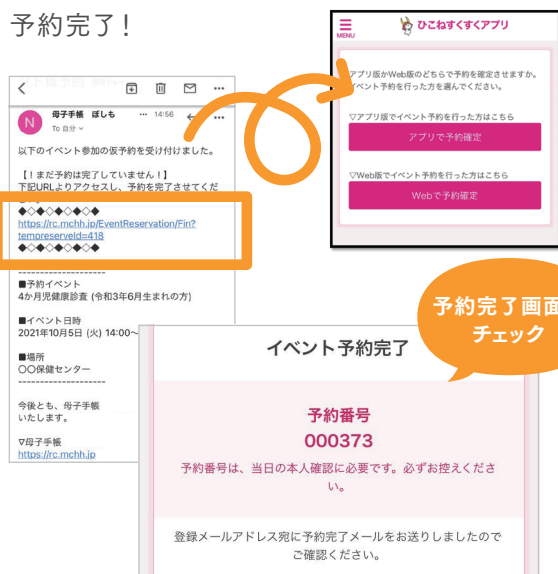 予約完了！
母子手帳 ぽしも
14:56
To 自分
N
以下のイベント参加の仮予約を受け付けました。
【！まだ予約は完了していません！】
下記URLよりアクセスし、予約を完了させてくだ
◆◇◆◇◆◇◆◇◆
https://rc.mchh.jp/EventReservation/Fin?
tempreserveId=418
◆◇◆◇◆◇◆◇◆
--------------------
■予約イベント
4か月児健康診査 (令和3年6月生まれの方)
■イベント日時
2021年10月5日 (火) 14:00~
■場所
〇〇保健センター
--------------------
今後とも、母子手帳
いたします。
▽母子手帳
https://rc.mchh.jp
MENU
ひこねすくすくアプリ
アプリ版かWeb版のどちらで予約を確定させますか。
イベント予約を行った方を選んでください。
▽アプリ版でイベント予約を行った方はこちら
アプリで予約確定
▽Web版でイベント予約を行った方はこちら
Webで予約確定
予約完了画面
チェック
イベント予約完了
予約番号
000373
予約番号は、当日の本人確認に必要です。必ずお控えくださ
い。
登録メールアドレス宛に予約完了メールをお送りしましたので
ご確認ください。